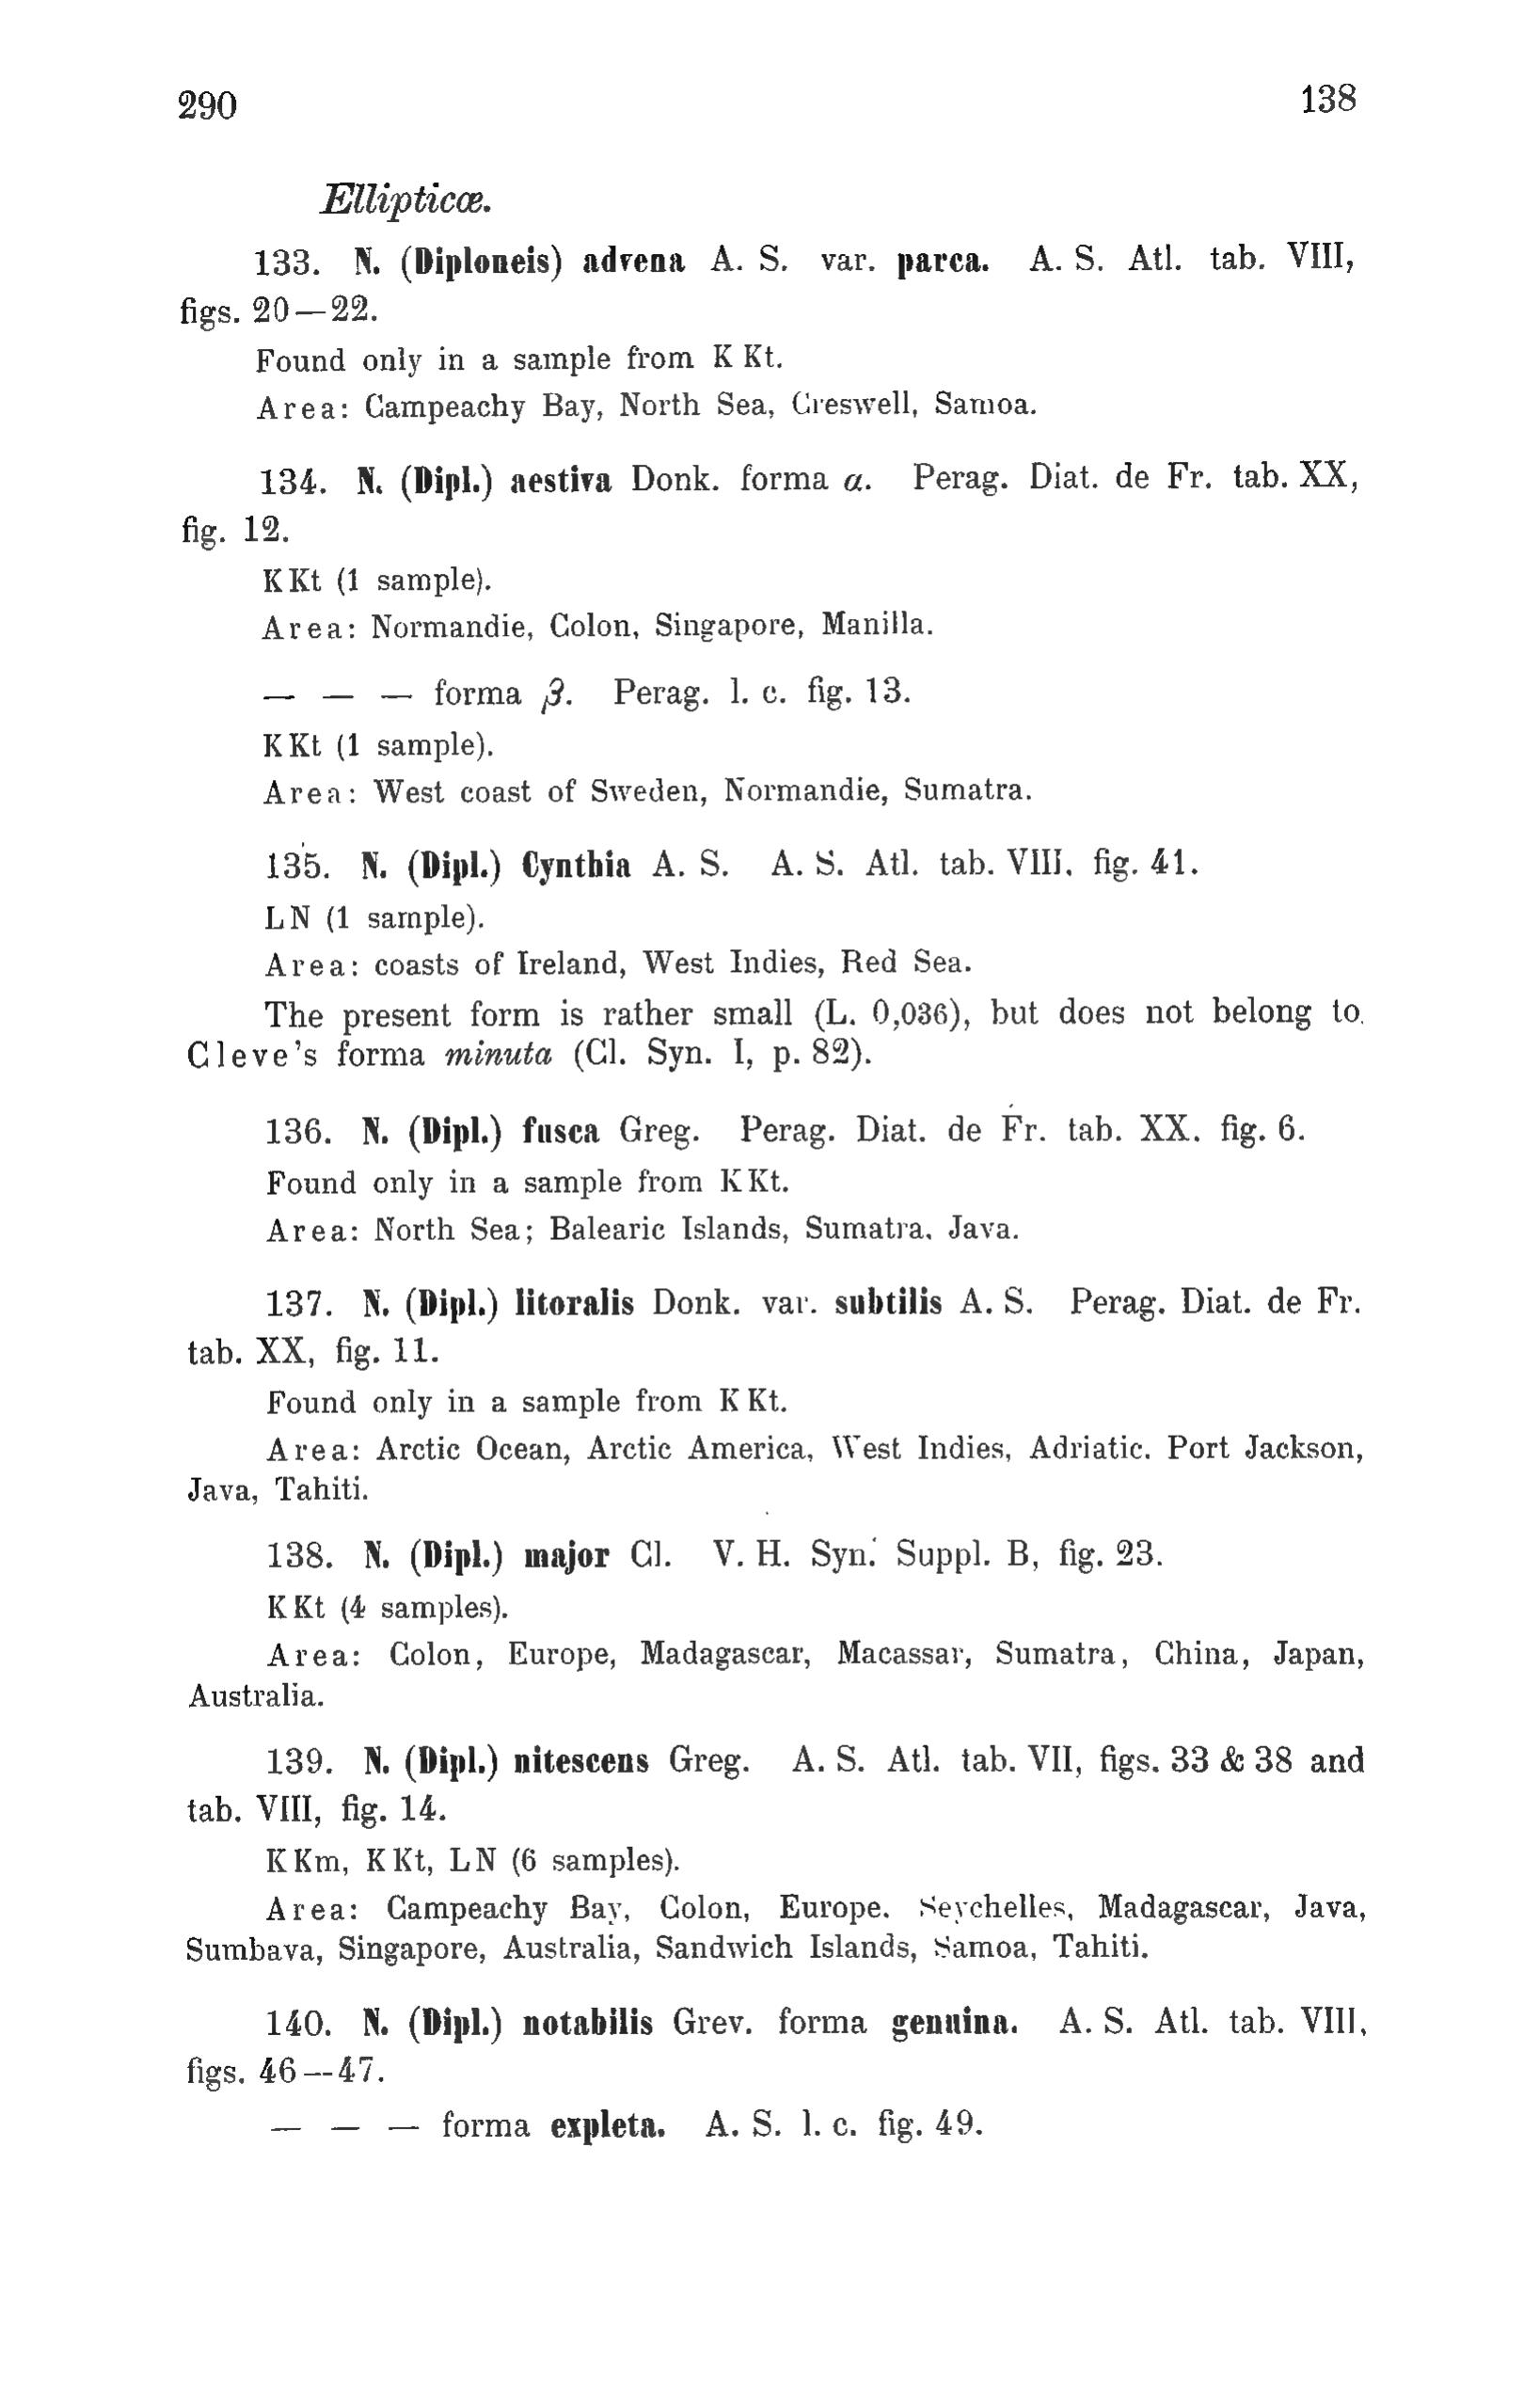 290 138
Ellipticæ.
133. N. (Diploneis) advena A. S. var. parca. A. S. Atl. tab. VIII,
figs. 20—22.
Found only in a sample from K Kt.
Area: Campeachy Bay, North Sea, Creswell, Samoa.
134. N. (Dipl.) aestiva Donk. forma α. Perag. Diat. de Fr. tab. XX,
fig. 12.
K Kt (1 sample).
Area: Normandie, Colon, Singapore, Manilla.
— — — forma β. Perag. l. c. fig. 13.
K Kt (1 sample).
Area: West coast of Sweden, Normandie, Sumatra.
135. N. (Dipl.) Cynthia A. S. A. S. Atl. tab. VIII, fig. 41.
LN (1 sample).
Area: coasts of Ireland, West Indies, Red Sea.
The present form is rather small (L. 0,036), but does not belong to
Cleve's forma minuta (Cl. Syn. I, p. 82).
136. N. (Dipl.) fusca Greg. Perag. Diat. de Fr. tab. XX. fig. 6.
Found only in a sample from K Kt.
Area: North Sea; Balearic Islands, Sumatra, Java.
137. N. (Dipl.) litoralis Donk. var. subtilis A. S. Perag. Diat. de Fr.
tab. XX, fig. 11.
Found only in a sample from K Kt.
Area: Arctic Ocean, Arctic America, West Indies, Adriatic. Port Jackson,
Java, Tahiti.
138. N. (Dipl.) major Cl. V. H. Syn. Suppl. B, fig. 23.
K Kt (4 samples).
Area: Colon, Europe, Madagascar, Macassar, Sumatra, China, Japan,
Australia.
139. N. (Dipl.) nitescens Greg. A. S. Atl. tab. VII, figs. 33 & 38 and
tab. VIII, fig. 14.
K Km, K Kt, LN (6 samples).
Area: Campeachy Bay, Colon, Europe. Seychelles, Madagascar, Java,
Sumbava, Singapore, Australia, Sandwich Islands, Samoa, Tahiti.
140. N. (Dipl.) notabilis Grev. forma genuina. A. S. Atl. tab. VIII,
figs. 46—47.
— — — forma expleta. A. S. l. c. fig. 49.